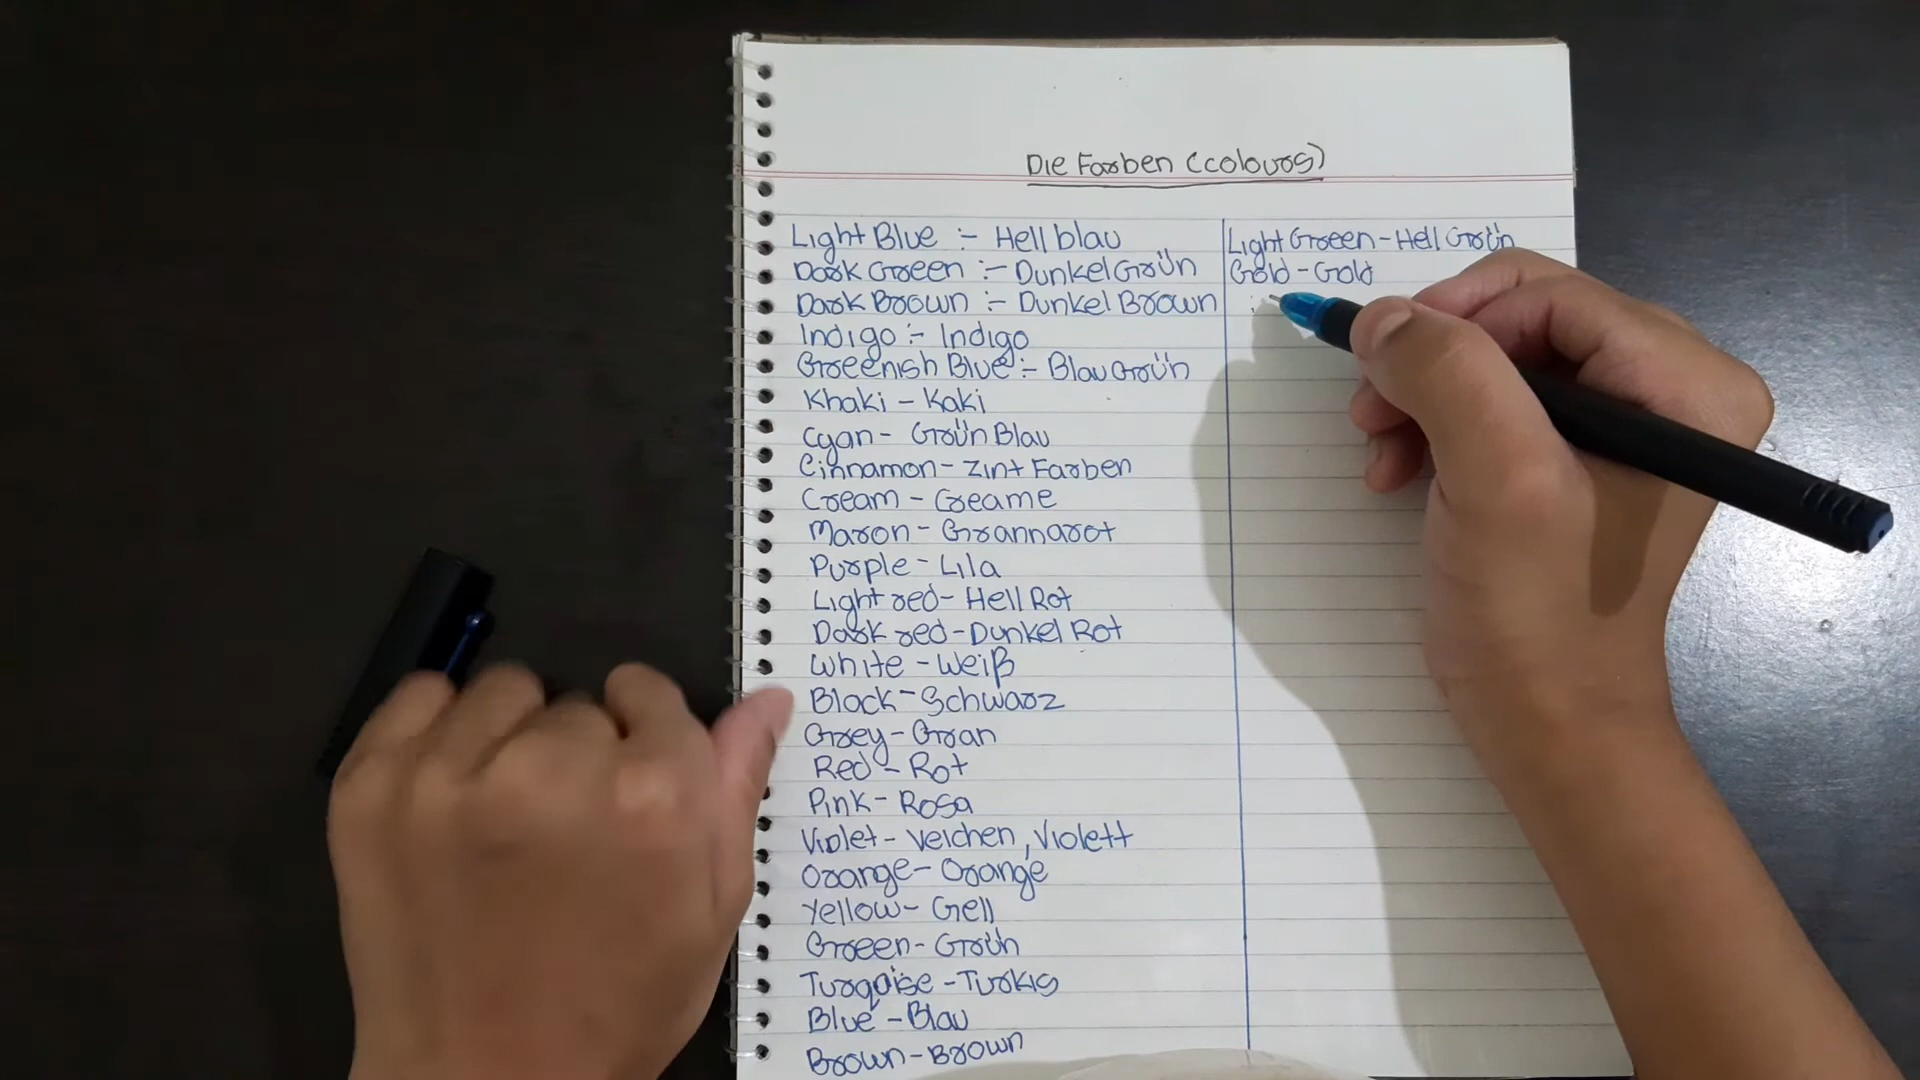 Die Farben (colours)
Light Blue :- Hell blau
Dark Green :- Dunkel Grün
Dark Brown :- Dunkel Brown
Indigo :- Indigo
Greenish Blue :- Blau Grün
Khaki - Kaki
Cyan - Grün Blau
Cinnamon - Zint Farben
Cream - Creame
Maron - Grannarot
Purple - Lila
Light red - Hell Rot
Dark red - Dunkel Rot
White - Weiß
Black - Schwarz
Grey - Gran
Red - Rot
Pink - Rosa
Violet - Veichen, Violett
Orange - Orange
Yellow - Gell
Green - Grün
Turqoise - Turkis
Blue - Blau
Brown - Brown
Light Green - Hell Grün
Gold - Gold